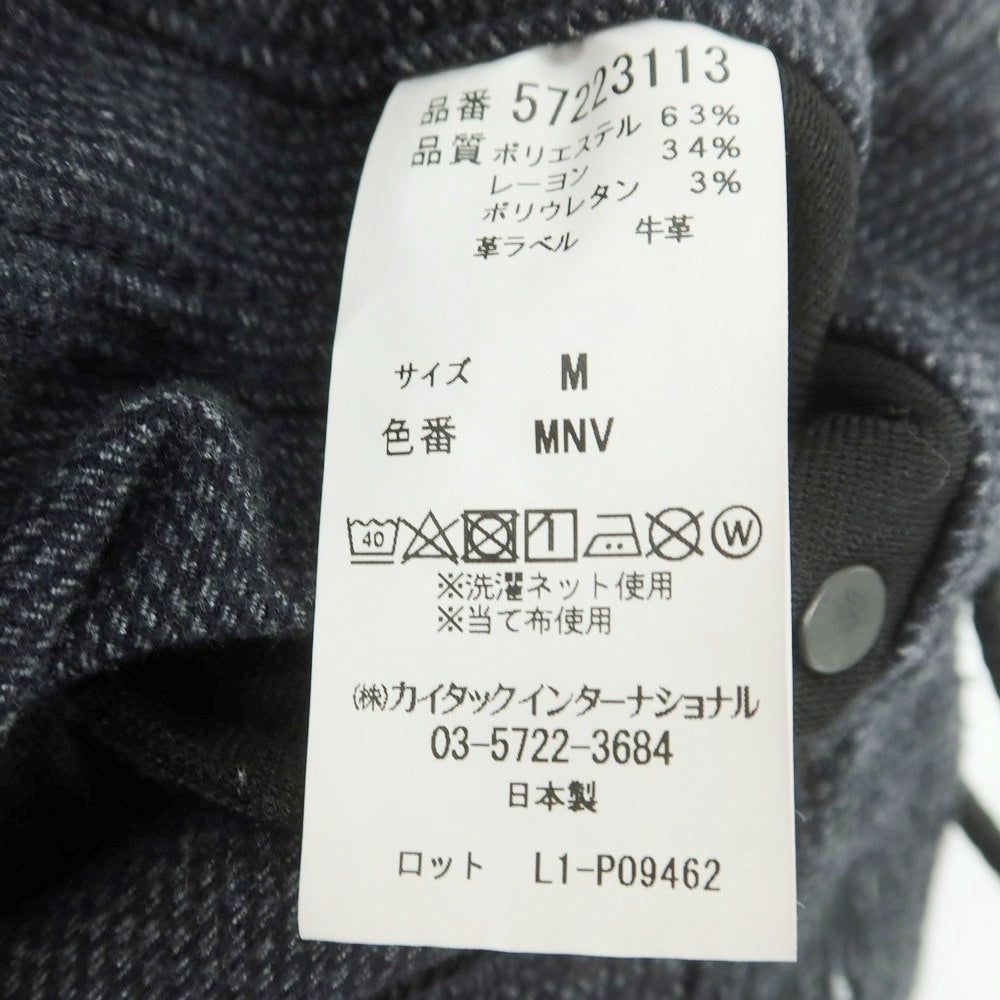 品番 57223113
品質 ポリエステル 63%
レーヨン 34%
ポリウレタン 3%
革ラベル 牛革
サイズ M
色番 MNV
40 W
※洗濯ネット使用
※当て布使用
㈱カイタックインターナショナル
03-5722-3684
日本製
ロット L1-P09462